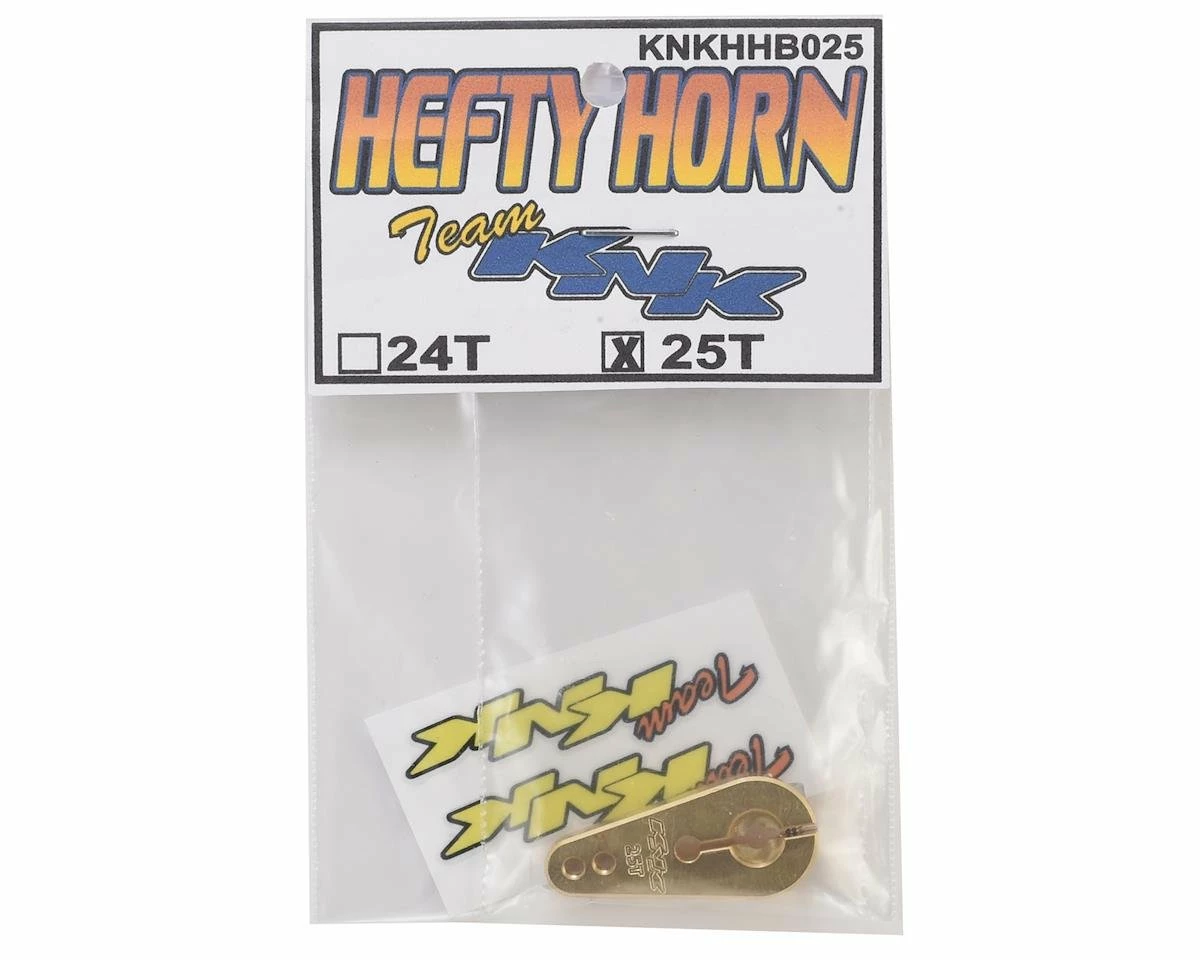 KNKHHB025
HEFTY HORN
Team
KNK
24T
X 25T
Team KNK
Team KNK
KNK
25T